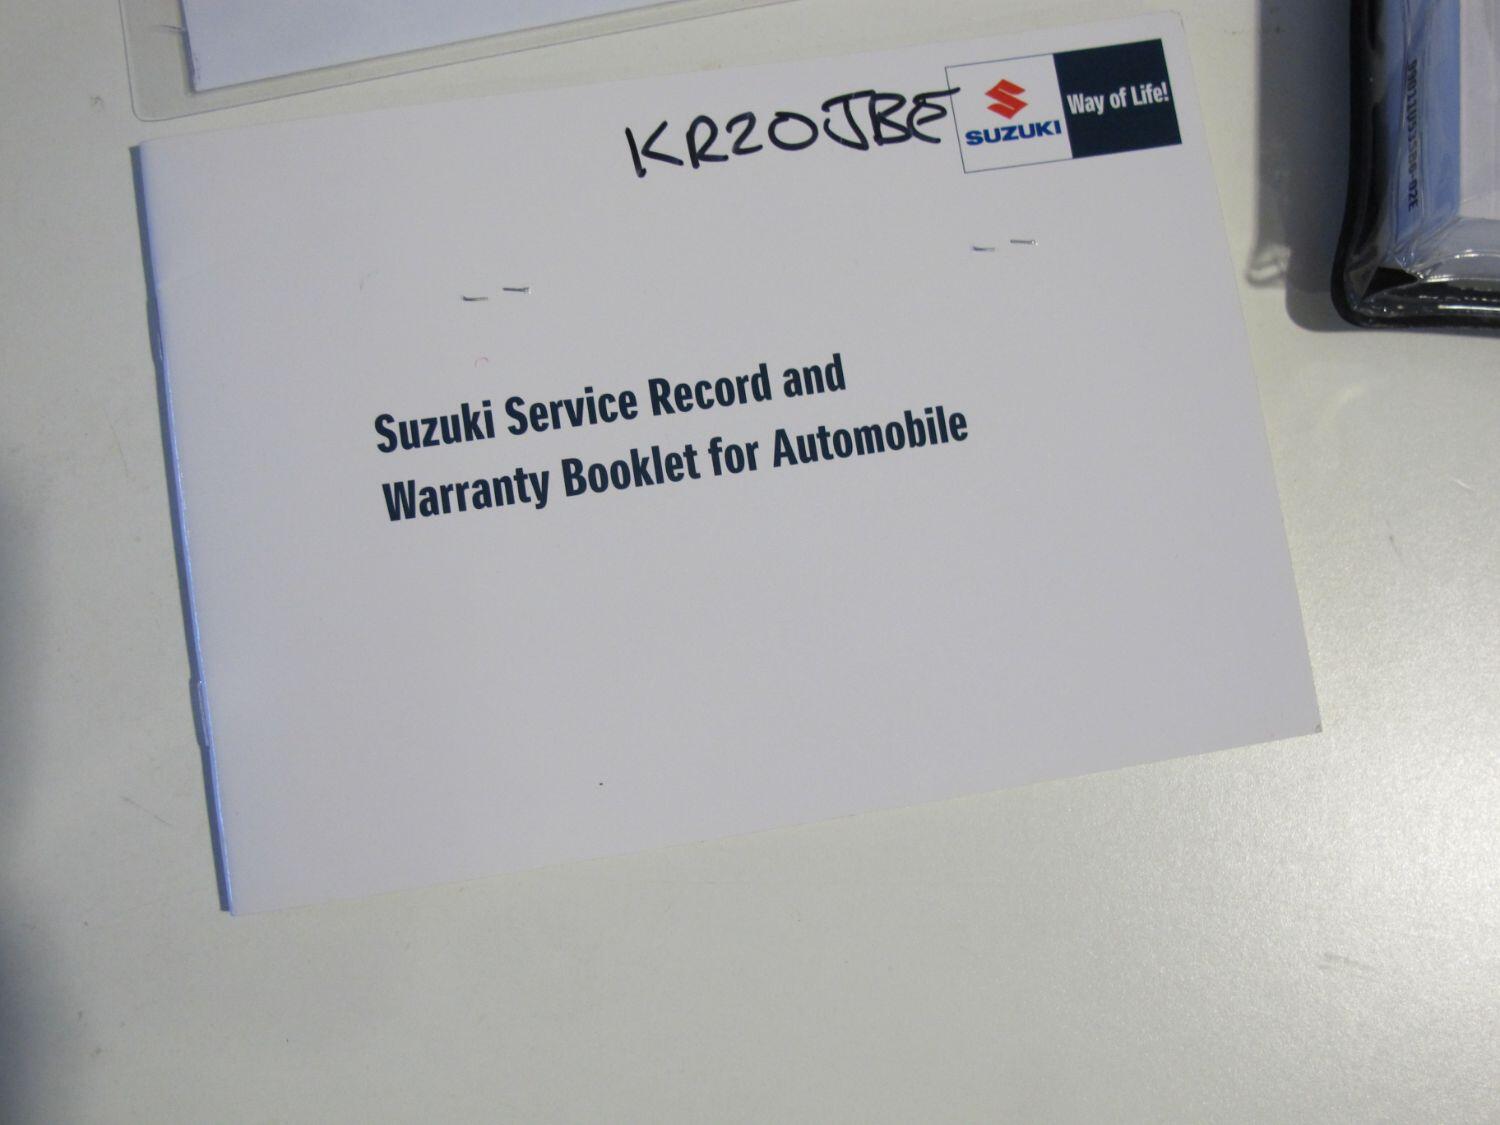 KR20JBE
SUZUKI
Way of Life!
Suzuki Service Record and
Warranty Booklet for Automobile